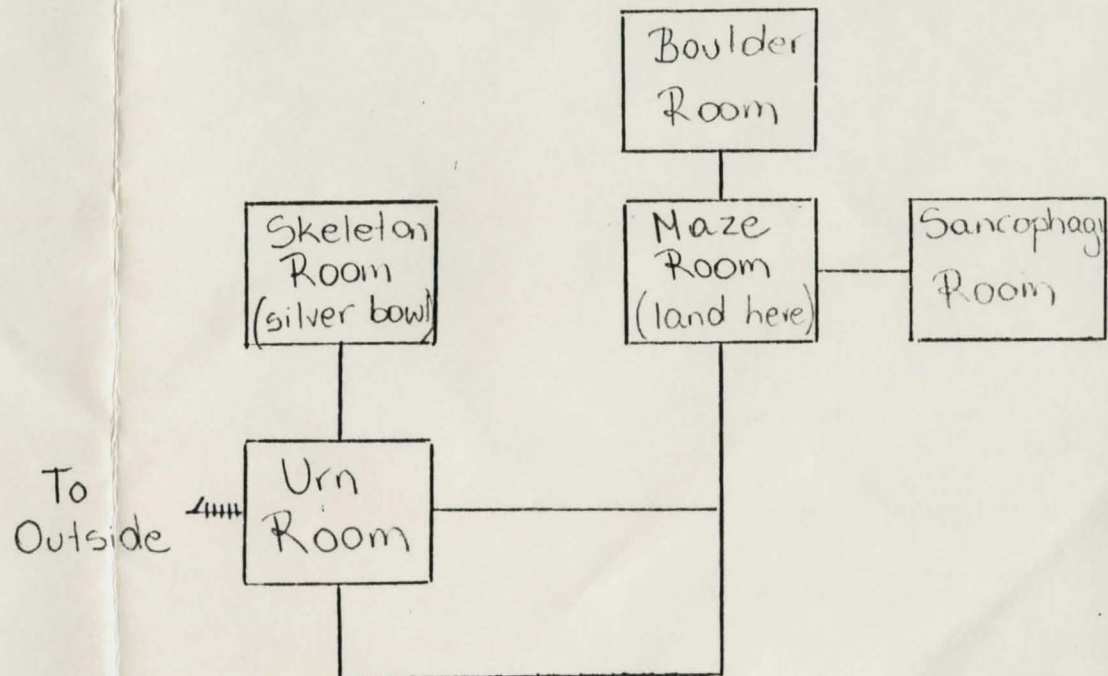 Boulder
Room
Skeleton
Room
(silver bowl)
Maze
Room
(land here)
Sancophagi
Room
To
Outside
Urn
Room